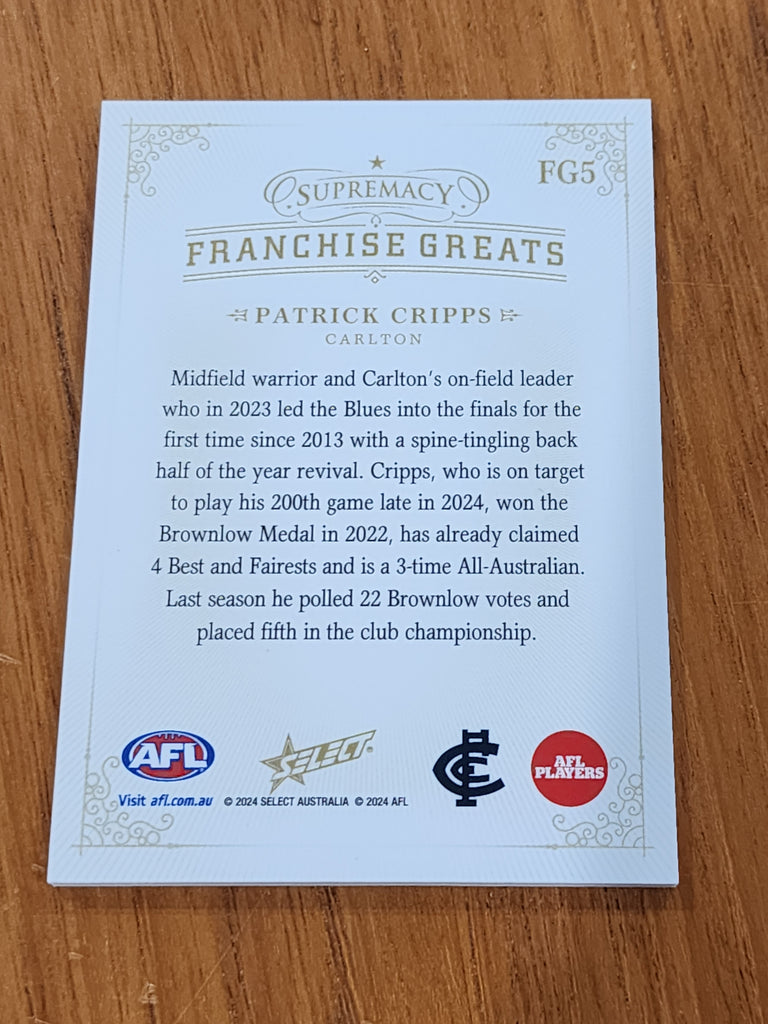 FG5
SUPREMACY
FRANCHISE GREATS
PATRICK CRIPPS
CARLTON
Midfield warrior and Carlton's on-field leader
who in 2023 led the Blues into the finals for the
first time since 2013 with a spine-tingling back
half of the year revival. Cripps, who is on target
to play his 200th game late in 2024, won the
Brownlow Medal in 2022, has already claimed
4 Best and Fairests and is a 3-time All-Australian.
Last season he polled 22 Brownlow votes and
placed fifth in the club championship.
AFL
SELECT
CFC
AFL
PLAYERS
Visit afl.com.au © 2024 SELECT AUSTRALIA © 2024 AFL